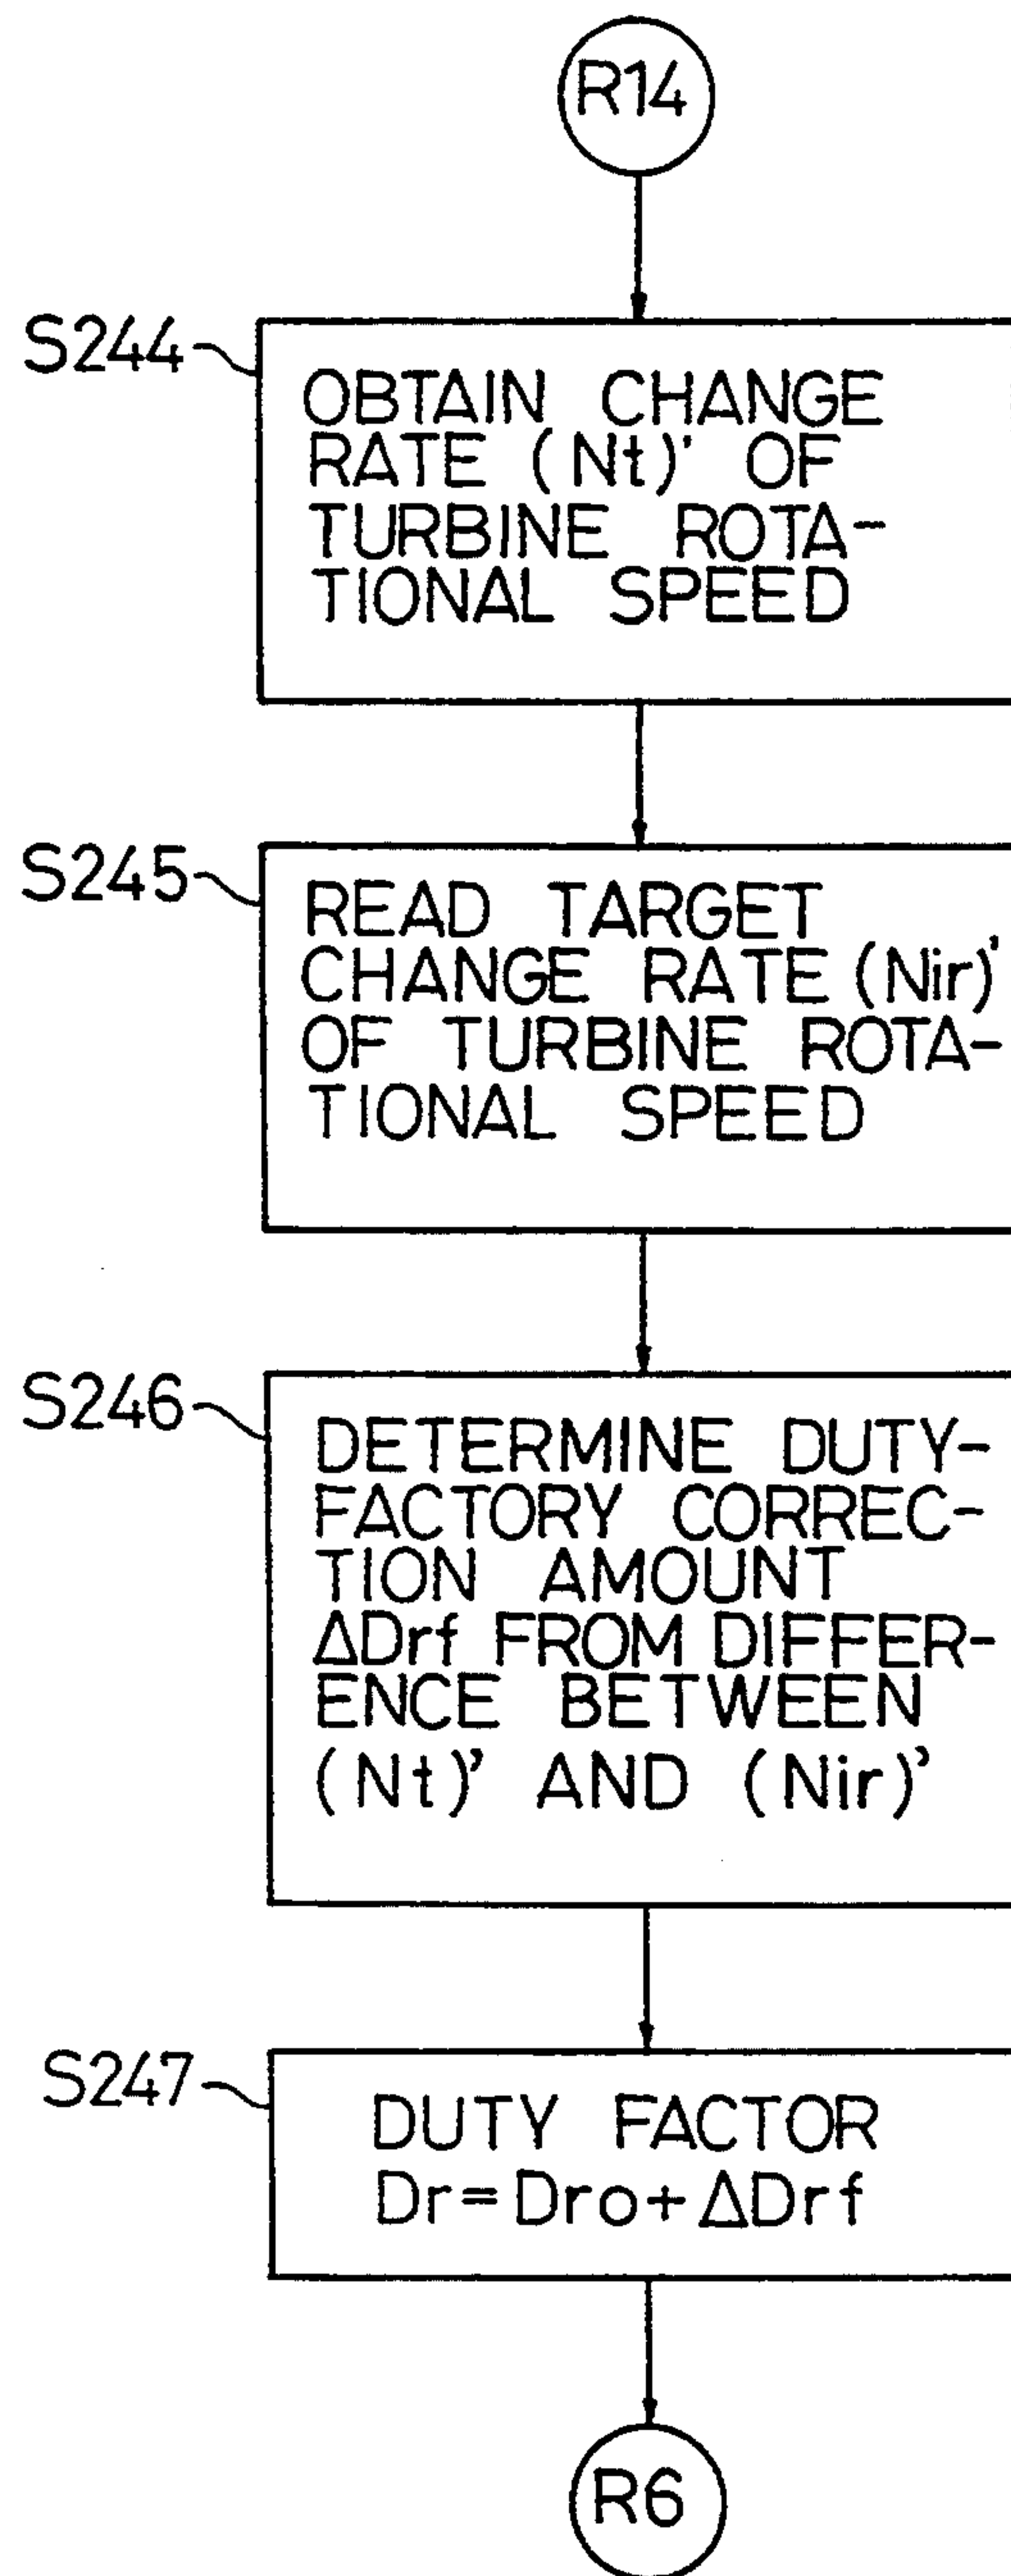 R14
S244
OBTAIN CHANGE
RATE (Nt)' OF
TURBINE ROTA-
TIONAL SPEED
S245
READ TARGET
CHANGE RATE (Nir)'
OF TURBINE ROTA-
TIONAL SPEED
S246
DETERMINE DUTY-
FACTORY CORREC-
TION AMOUNT
ΔDrf FROM DIFFER-
ENCE BETWEEN
(Nt)' AND (Nir)'
S247
DUTY FACTOR
Dr=Dro+ΔDrf
R6